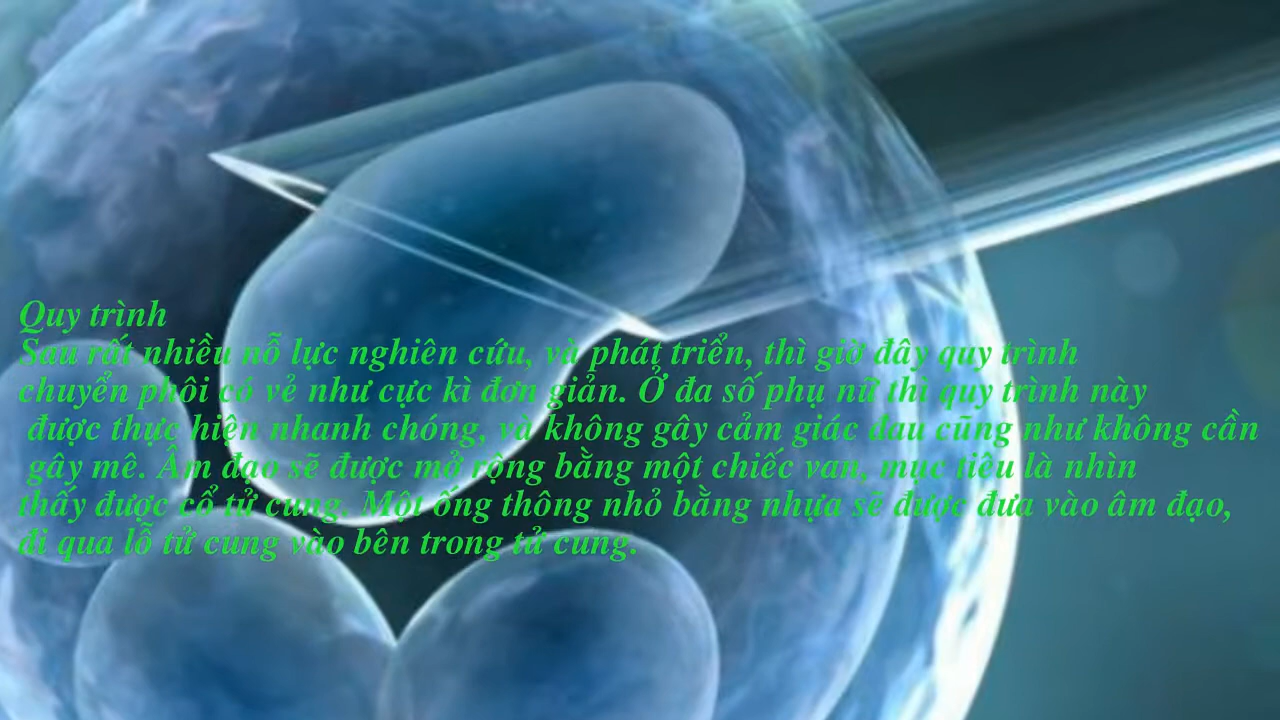 Quy trình
Sau rất nhiều nỗ lực nghiên cứu, và phát triển, thì giờ đây quy trình
chuyển phôi có vẻ như cực kì đơn giản. Ở đa số phụ nữ thì quy trình này
được thực hiện nhanh chóng, và không gây cảm giác đau cũng như không cần
gây mê. Âm đạo sẽ được mở rộng bằng một chiếc van, mục tiêu là nhìn
thấy được cổ tử cung. Một ống thông nhỏ bằng nhựa sẽ được đưa vào âm đạo,
đi qua lỗ tử cung vào bên trong tử cung.